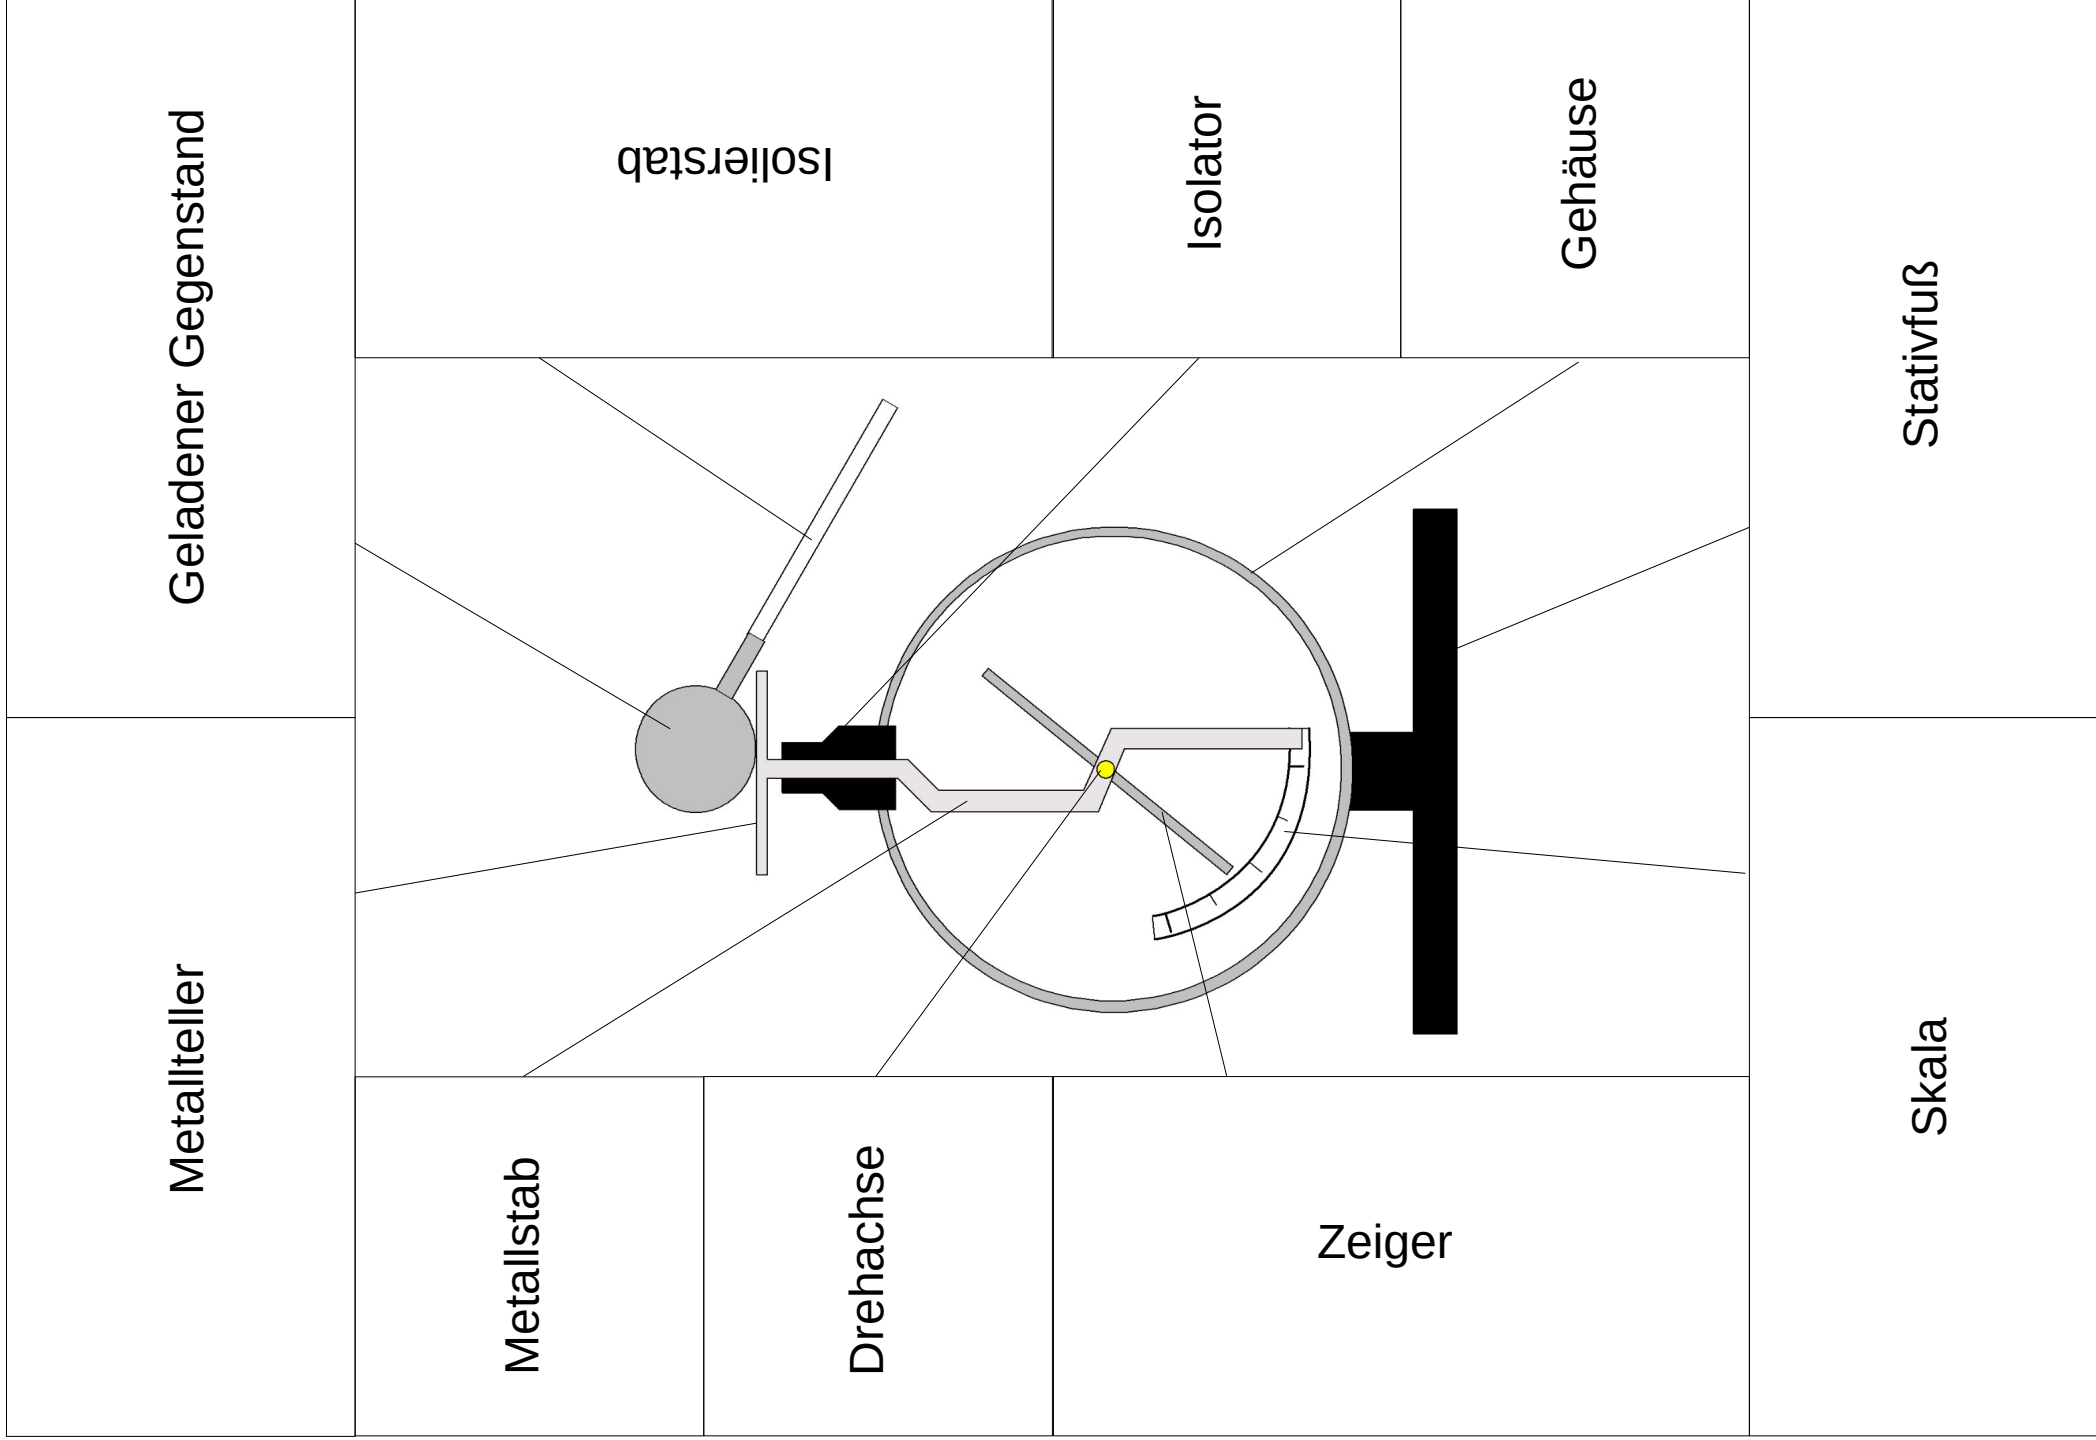 Geladener Gegenstand
Isolierstab
Isolator
Gehäuse
Stativfuß
Metallteller
Metallstab
Drehachse
Zeiger
Skala